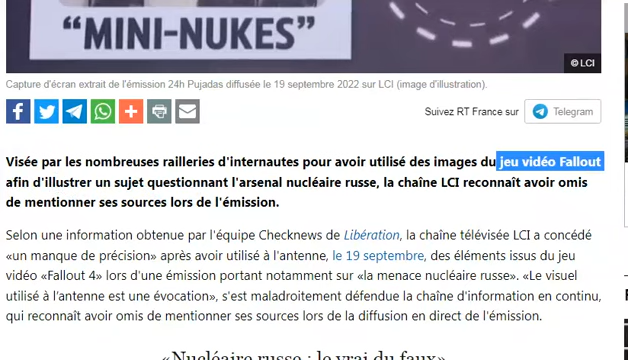 “MINI-NUKES”
© LCI
Capture d'écran extrait de l'émission 24h Pujadas diffusée le 19 septembre 2022 sur LCI (image d'illustration).
Suivez RT France sur Telegram
Visée par les nombreuses railleries d'internautes pour avoir utilisé des images du jeu vidéo Fallout
afin d'illustrer un sujet questionnant l'arsenal nucléaire russe, la chaîne LCI reconnaît avoir omis
de mentionner ses sources lors de l'émission.
Selon une information obtenue par l'équipe Checknews de Libération, la chaîne télévisée LCI a concédé
«un manque de précision» après avoir utilisé à l'antenne, le 19 septembre, des éléments issus du jeu
vidéo «Fallout 4» lors d'une émission portant notamment sur «la menace nucléaire russe». «Le visuel
utilisé à l'antenne est une évocation», s'est maladroitement défendue la chaîne d'information en continu,
qui reconnaît avoir omis de mentionner ses sources lors de la diffusion en direct de l'émission.
«Nucléaire russe : le vrai du faux»